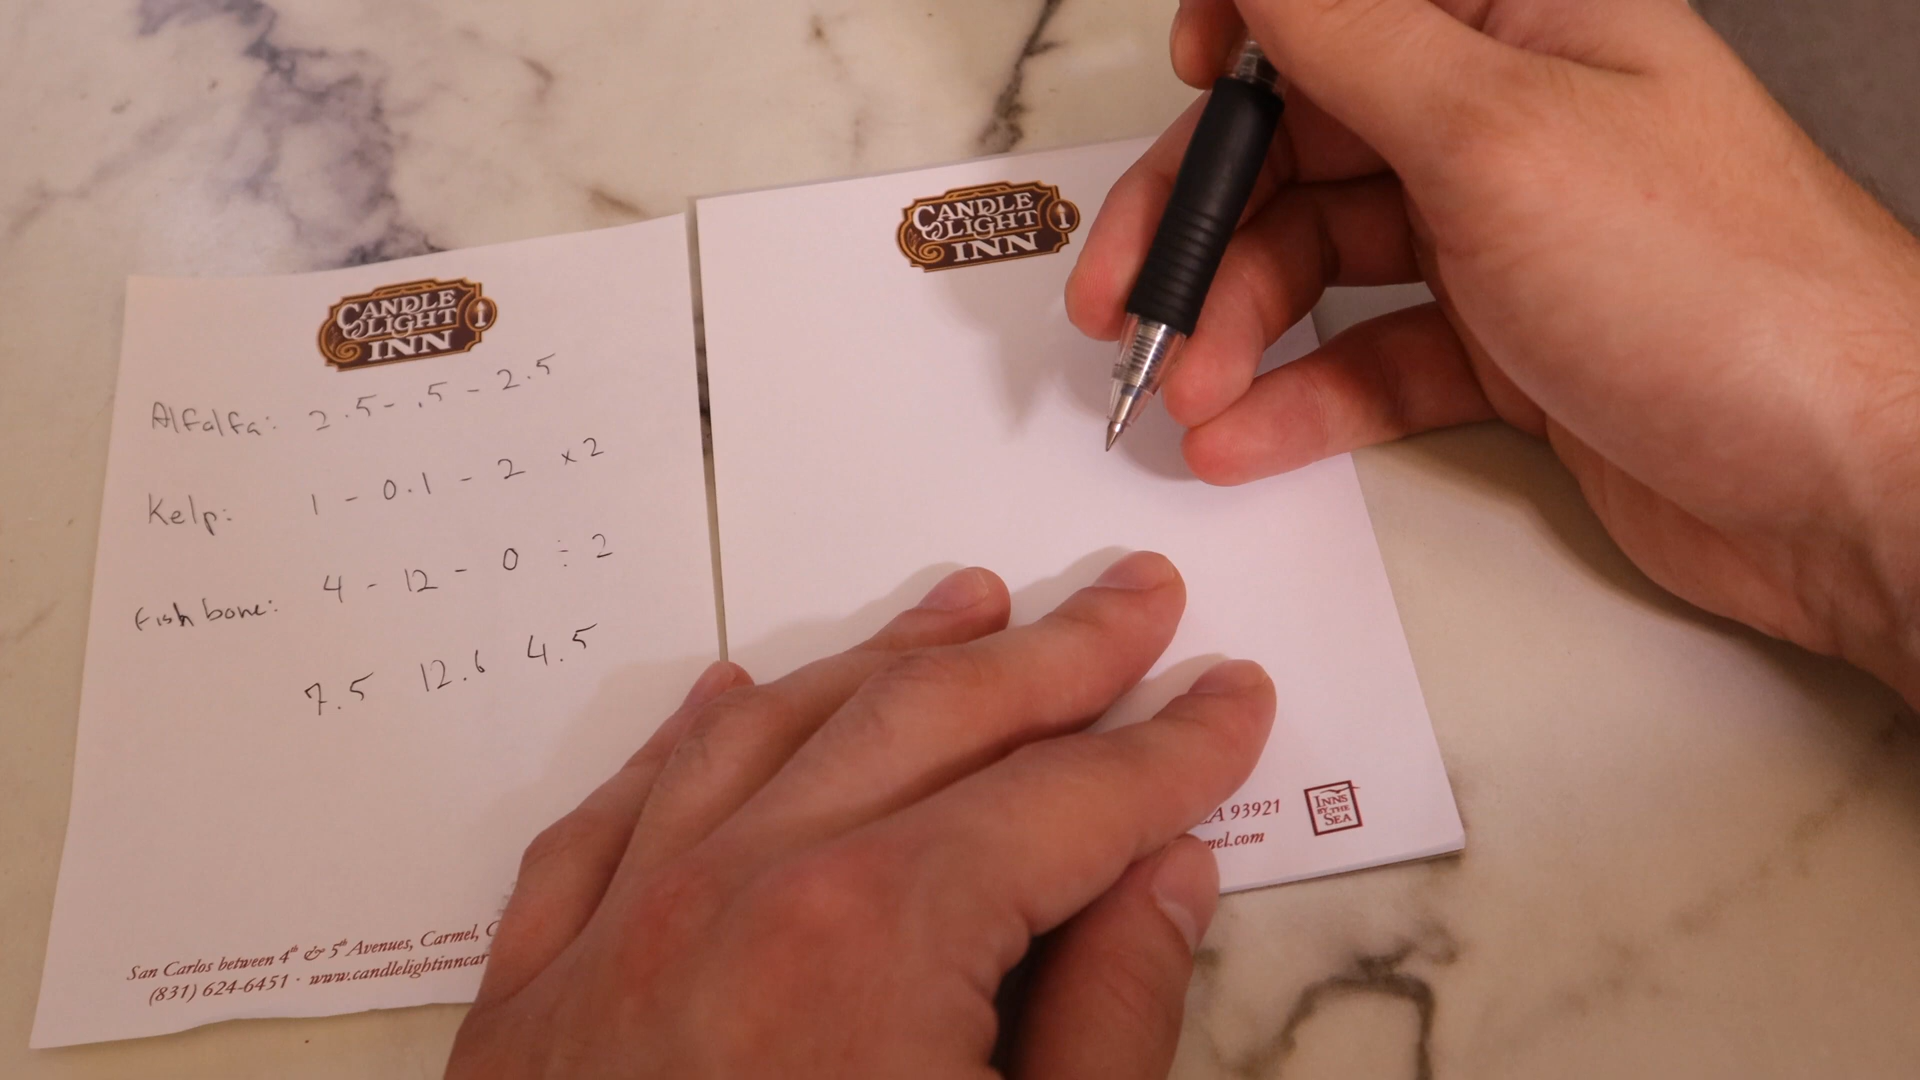 CANDLE
LIGHT
INN
Alfalfa: 2.5 - .5 - 2.5
Kelp: 1 - 0.1 - 2 x2
Fish bone: 4 - 12 - 0 ÷ 2
7.5 12.6 4.5
San Carlos between 4th & 5th Avenues, Carmel,
(831) 624-6451 · www.candlelightinncar
CANDLE
LIGHT
INN
CA 93921
mel.com
INNS
BY THE
SEA